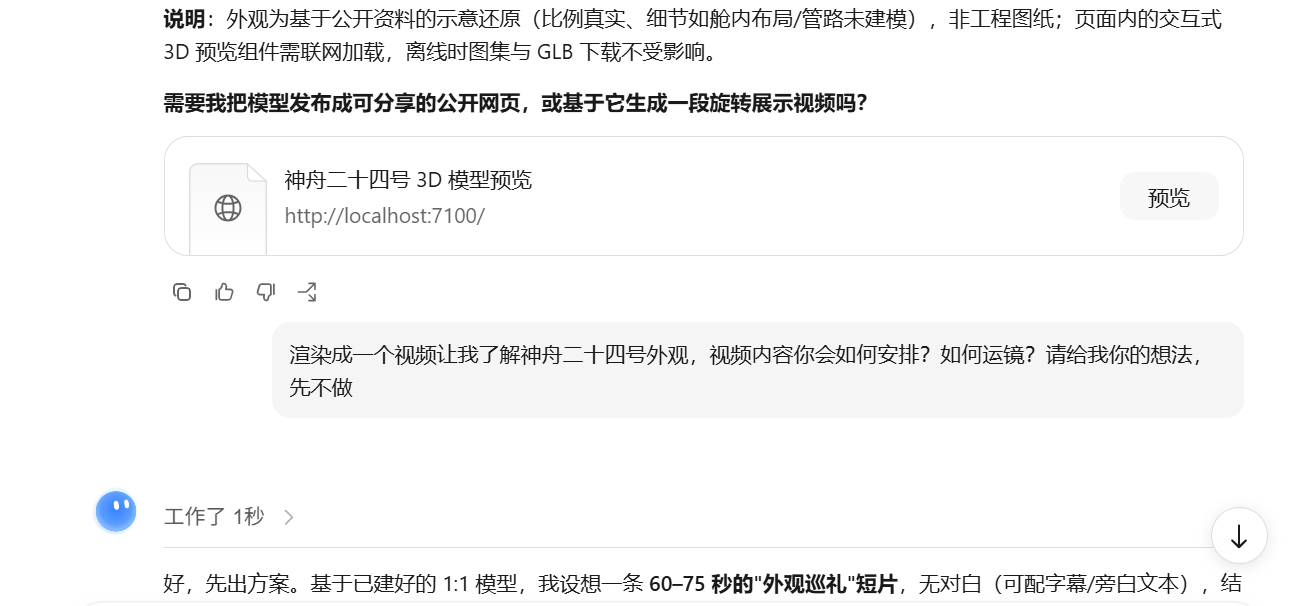 说明：外观为基于公开资料的示意还原（比例真实、细节如舱内布局/管路未建模），非工程图纸；页面内的交互式
3D 预览组件需联网加载，离线时图集与 GLB 下载不受影响。
需要我把模型发布成可分享的公开网页，或基于它生成一段旋转展示视频吗？
神舟二十四号 3D 模型预览
http://localhost:7100/
预览
渲染成一个视频让我了解神舟二十四号外观，视频内容你会如何安排？如何运镜？请给我你的想法，
先不做
工作了 1秒
好，先出方案。基于已建好的 1:1 模型，我设想一条 60–75 秒的"外观巡礼"短片，无对白（可配字幕/旁白文本），结